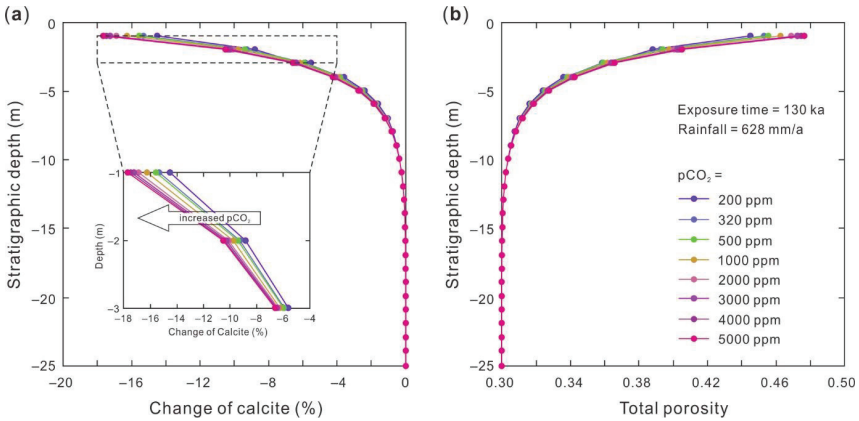 (a)
0
−5
−10
−15
−20
−25
Stratigraphic depth (m)
−20
−16
−12
−8
−4
0
Change of calcite (%)
−1
−2
−3
Depth (m)
increased pCO₂
−18
−16
−14
−12
−10
−8
−6
−4
Change of Calcite (%)
(b)
0
−5
−10
−15
−20
−25
Stratigraphic depth (m)
Exposure time = 130 ka
Rainfall = 628 mm/a
pCO₂ =
200 ppm
320 ppm
500 ppm
1000 ppm
2000 ppm
3000 ppm
4000 ppm
5000 ppm
0.30
0.34
0.38
0.42
0.46
0.50
Total porosity